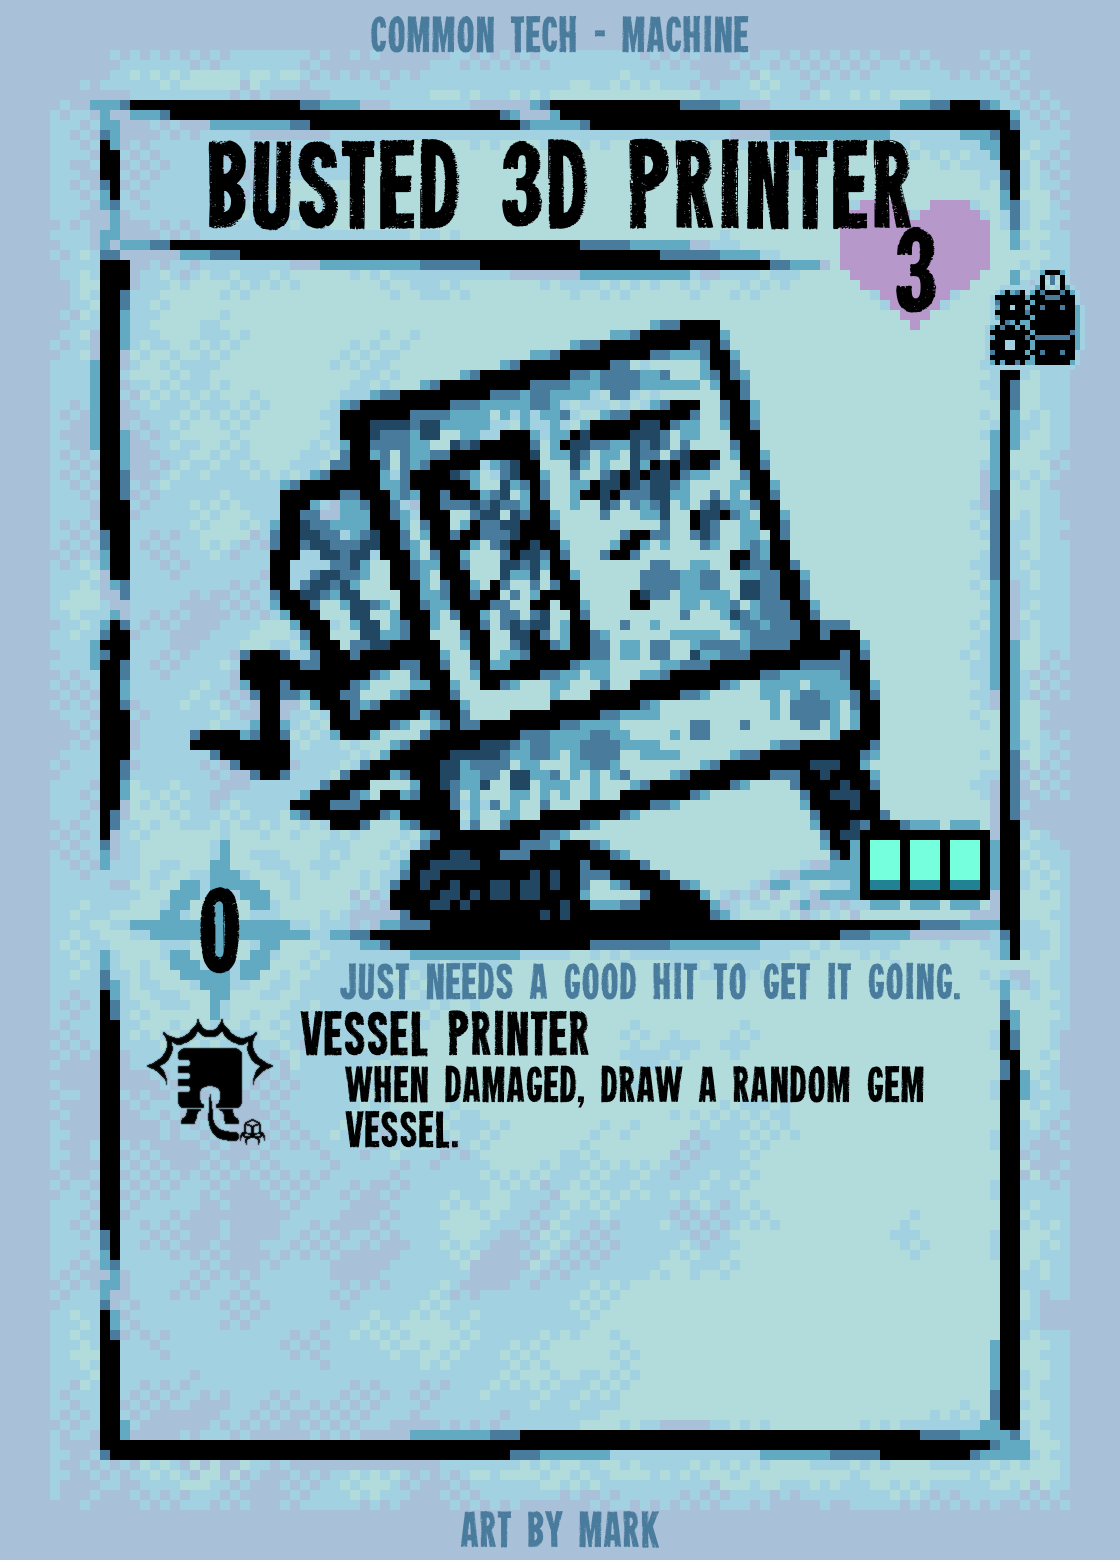 COMMON TECH - MACHINE
BUSTED 3D PRINTER
3
0
JUST NEEDS A GOOD HIT TO GET IT GOING.
VESSEL PRINTER
WHEN DAMAGED, DRAW A RANDOM GEM
VESSEL.
ART BY MARK